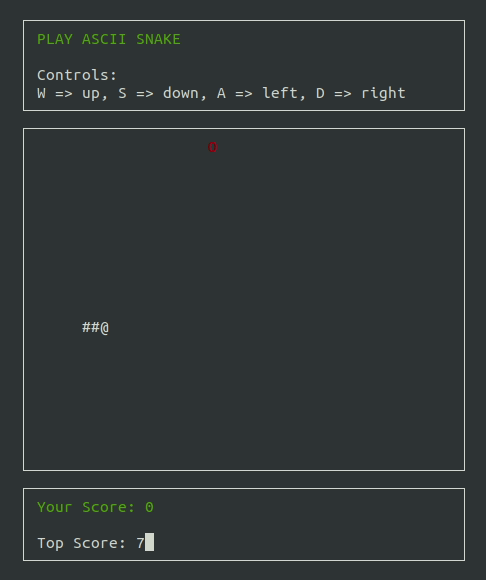 PLAY ASCII SNAKE
Controls:
W => up, S => down, A => left, D => right
O
##@
Your Score: 0
Top Score: 7